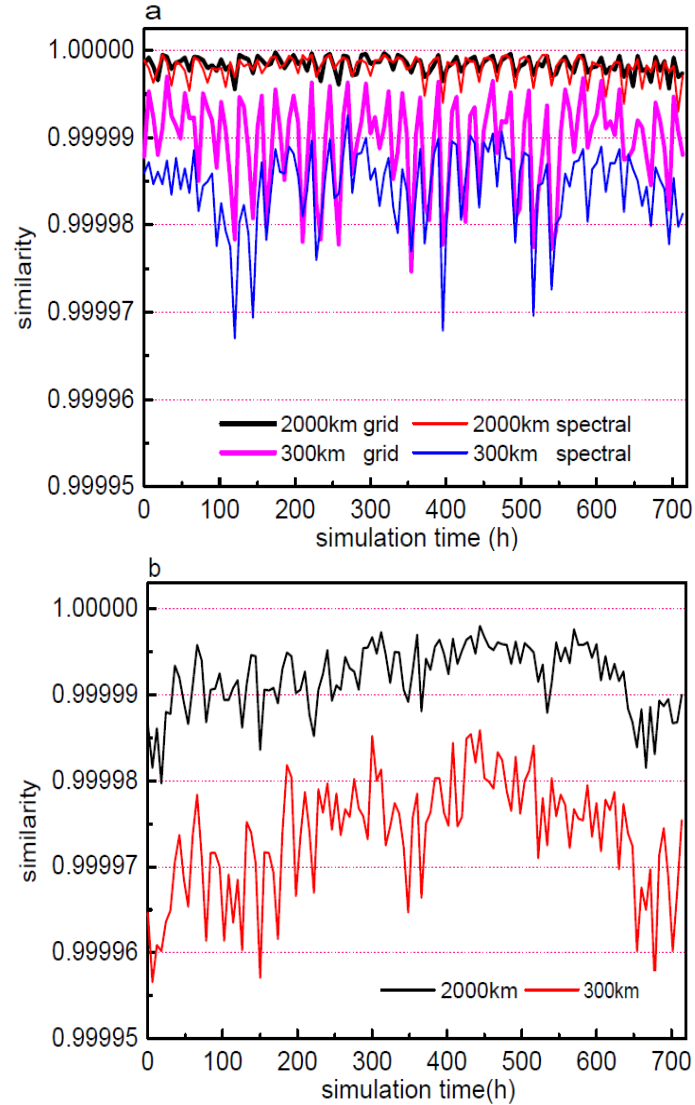 a
1.00000
0.99999
0.99998
0.99997
0.99996
0.99995
similarity
2000km grid 2000km spectral
300km grid 300km spectral
0 100 200 300 400 500 600 700
simulation time (h)
b
1.00000
0.99999
0.99998
0.99997
0.99996
0.99995
similarity
2000km 300km
0 100 200 300 400 500 600 700
simulation time(h)